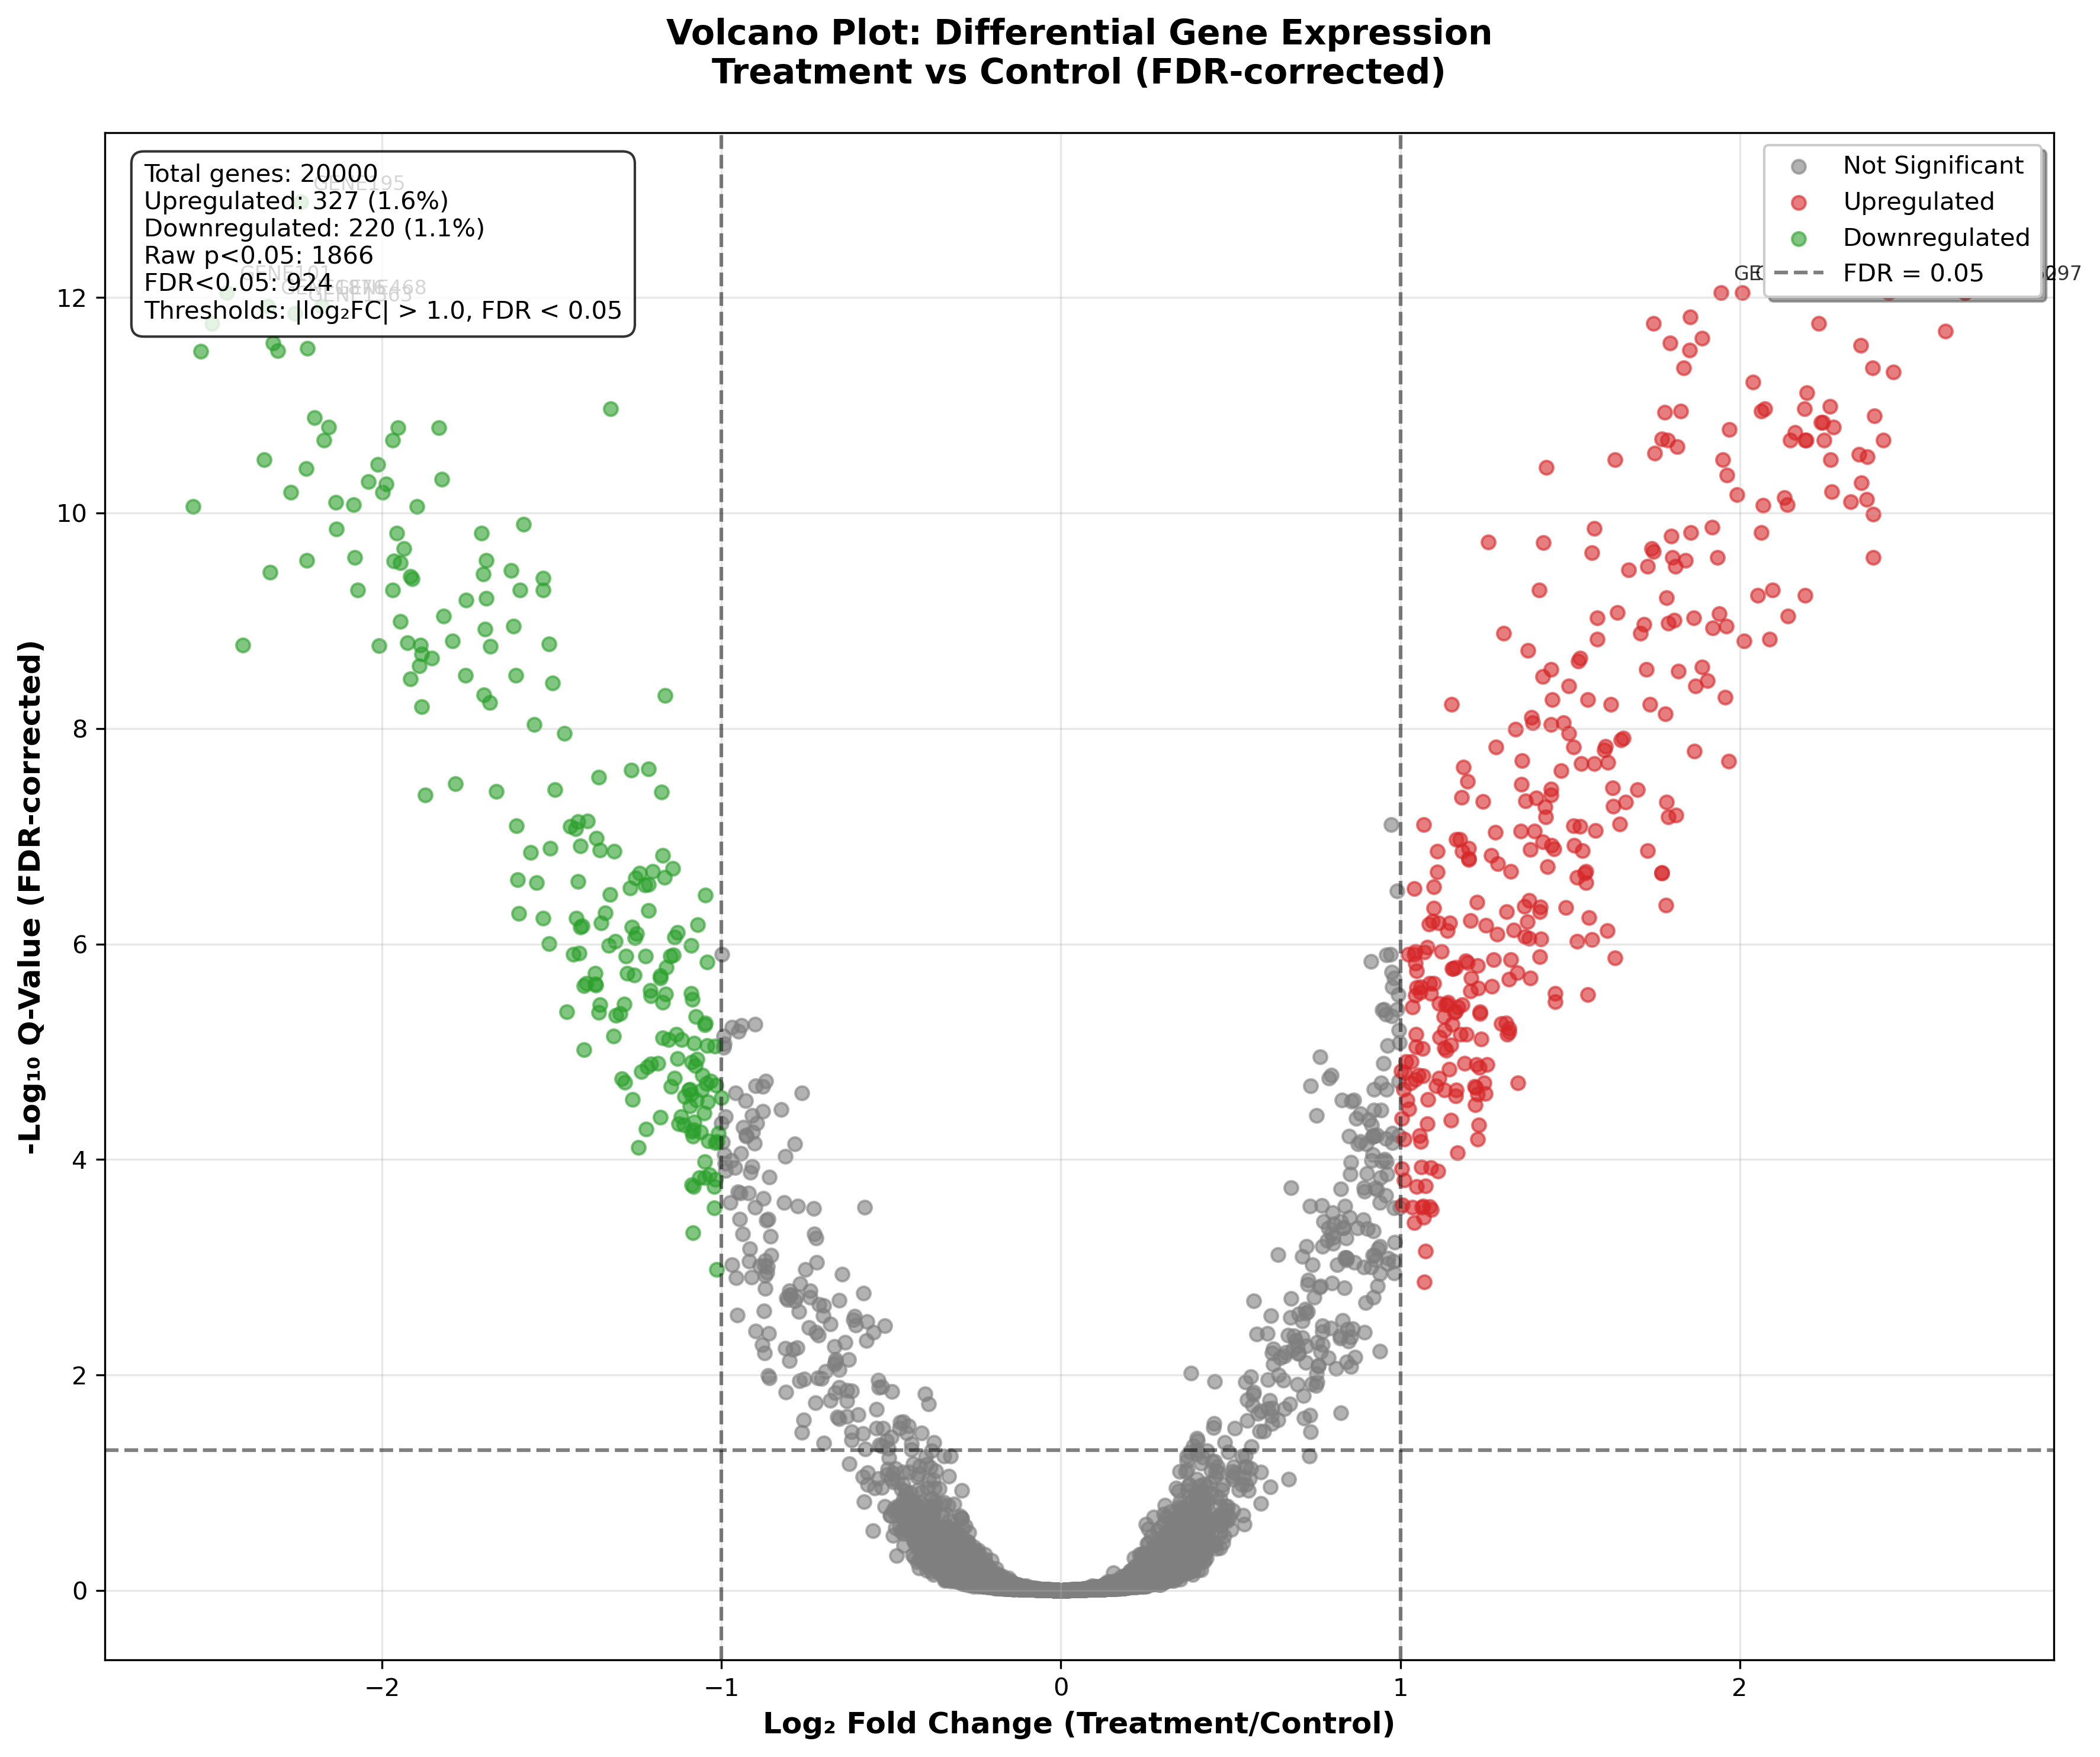 Volcano Plot: Differential Gene Expression
Treatment vs Control (FDR-corrected)
Total genes: 20000
Upregulated: 327 (1.6%)
Downregulated: 220 (1.1%)
Raw p<0.05: 1866
FDR<0.05: 924
Thresholds: |log₂FC| > 1.0, FDR < 0.05
GENE195
GENE101
Not Significant
Upregulated
Downregulated
FDR = 0.05
12
10
8
6
4
2
0
-Log₁₀ Q-Value (FDR-corrected)
−2
−1
0
1
2
Log₂ Fold Change (Treatment/Control)